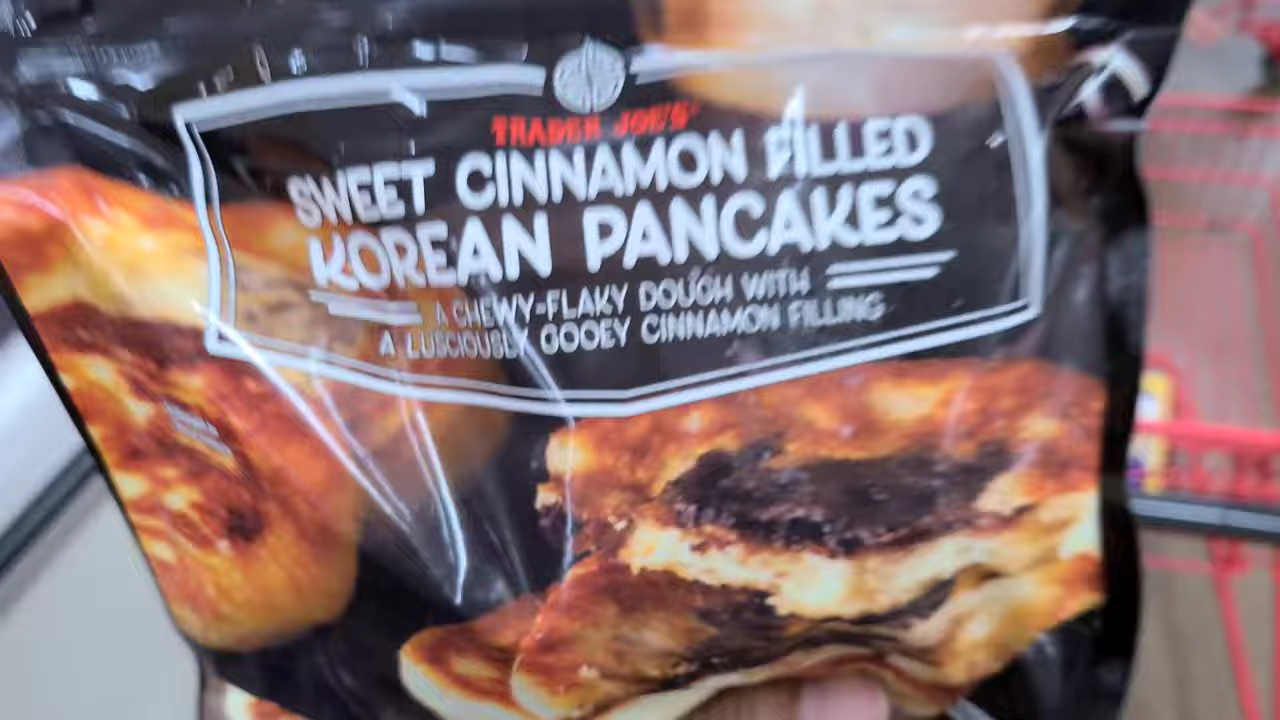 TRADER JOE'S
SWEET CINNAMON FILLED
KOREAN PANCAKES
A CHEWY-FLAKY DOUGH WITH
A LUSCIOUSLY GOOEY CINNAMON FILLING